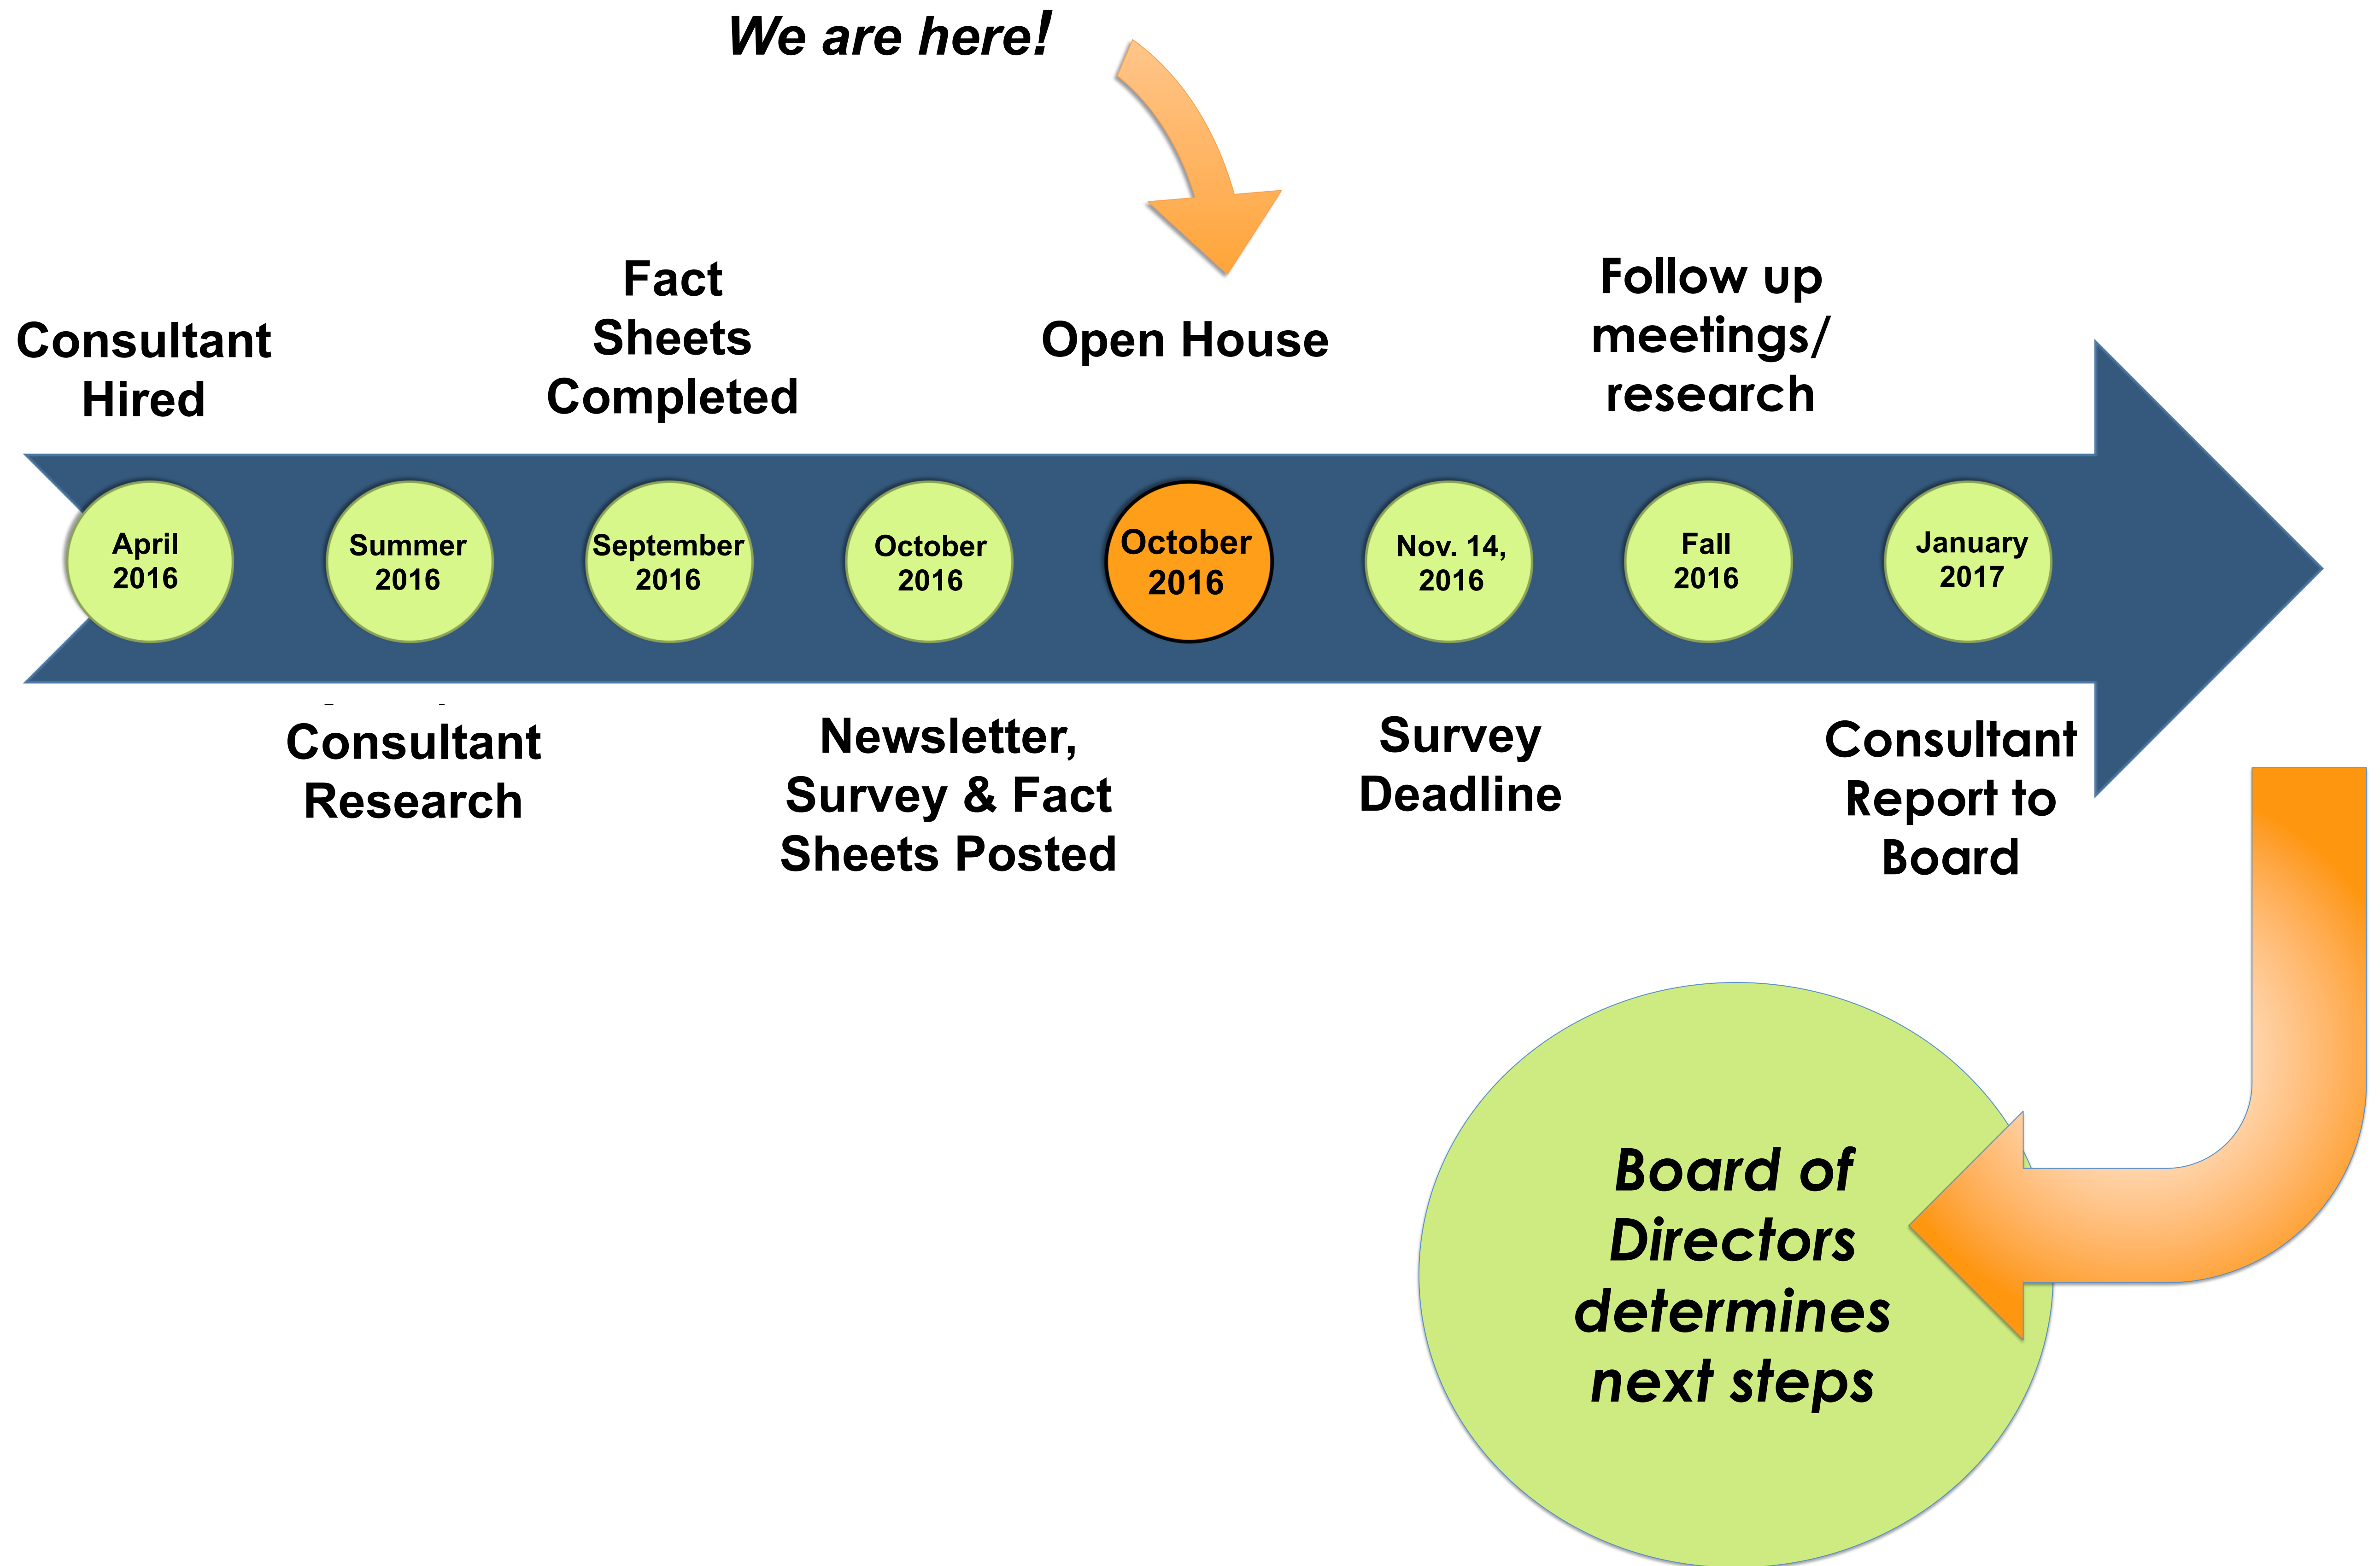 We are here!
Consultant
Hired
Fact
Sheets
Completed
Open House
Follow up
meetings/
research
April
2016
Summer
2016
September
2016
October
2016
October
2016
Nov. 14,
2016
Fall
2016
January
2017
Consultant
Research
Newsletter,
Survey & Fact
Sheets Posted
Survey
Deadline
Consultant
Report to
Board
Board of
Directors
determines
next steps